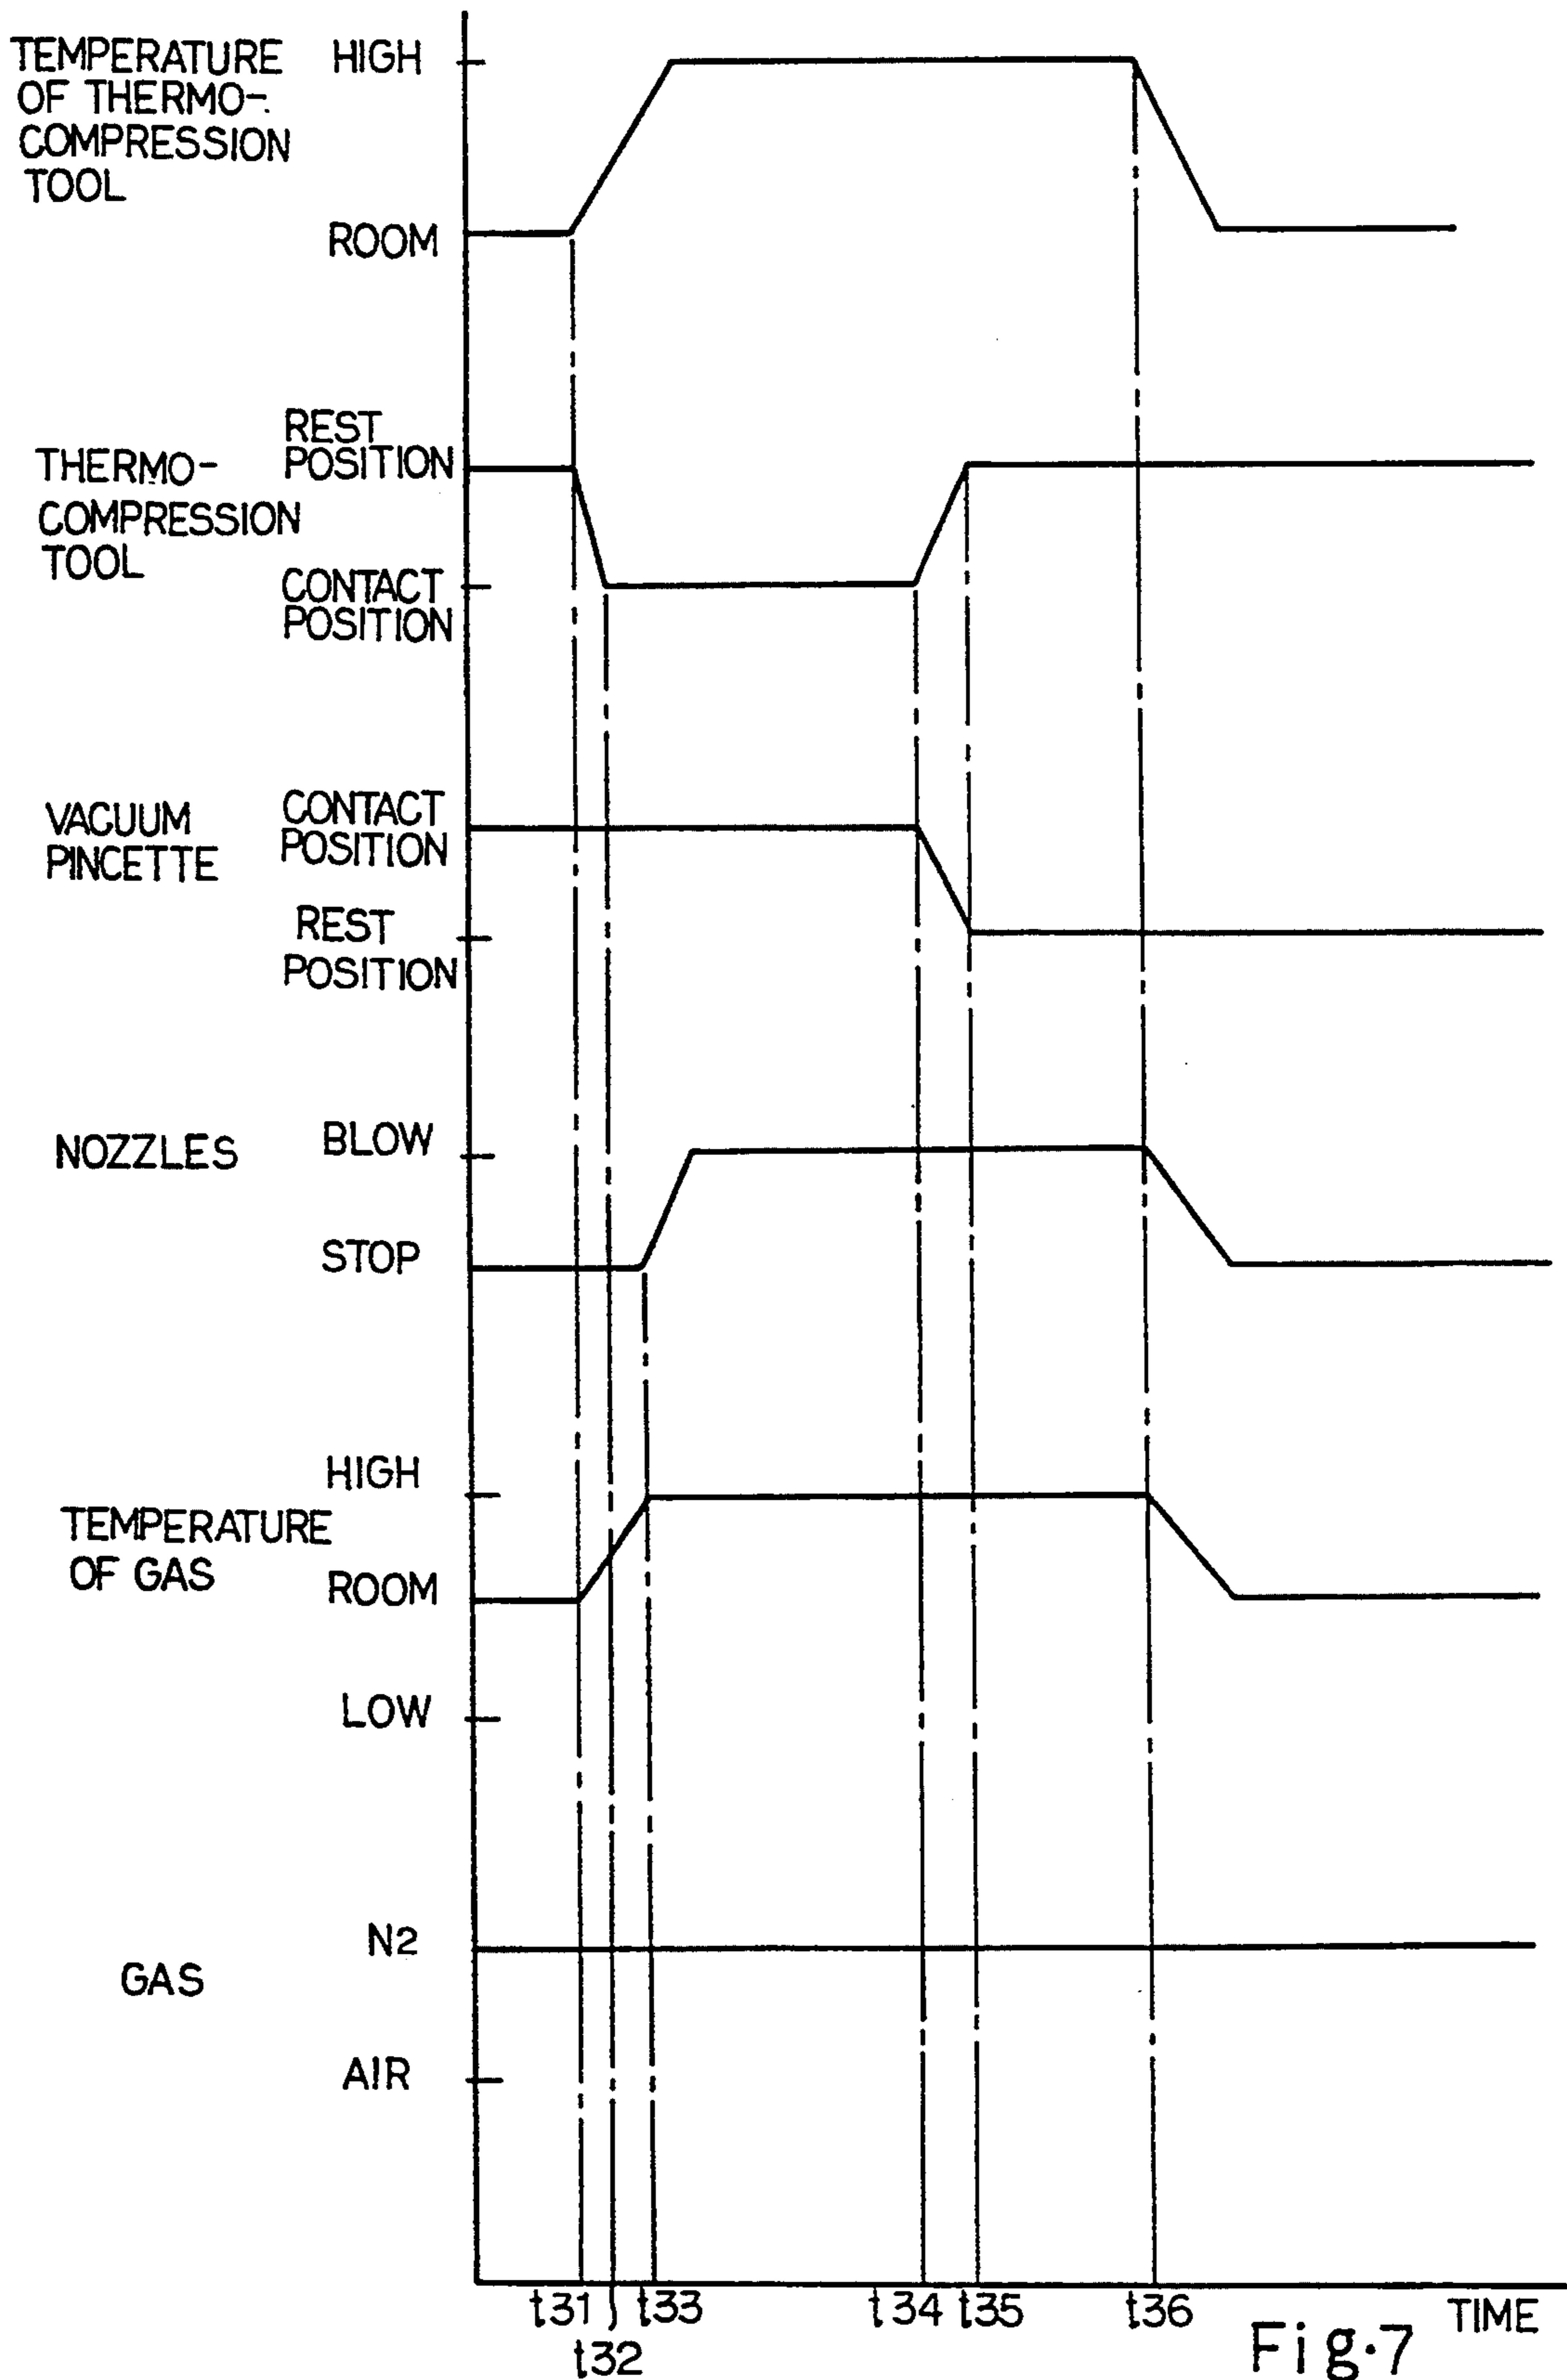 TEMPERATURE
OF THERMO-
COMPRESSION
TOOL
HIGH
ROOM
THERMO-
COMPRESSION
TOOL
REST
POSITION
CONTACT
POSITION
VACUUM
PINCETTE
CONTACT
POSITION
REST
POSITION
NOZZLES
BLOW
STOP
TEMPERATURE
OF GAS
HIGH
ROOM
LOW
GAS
N2
AIR
t31
t32
t33
t34
t35
t36
TIME
Fig.7